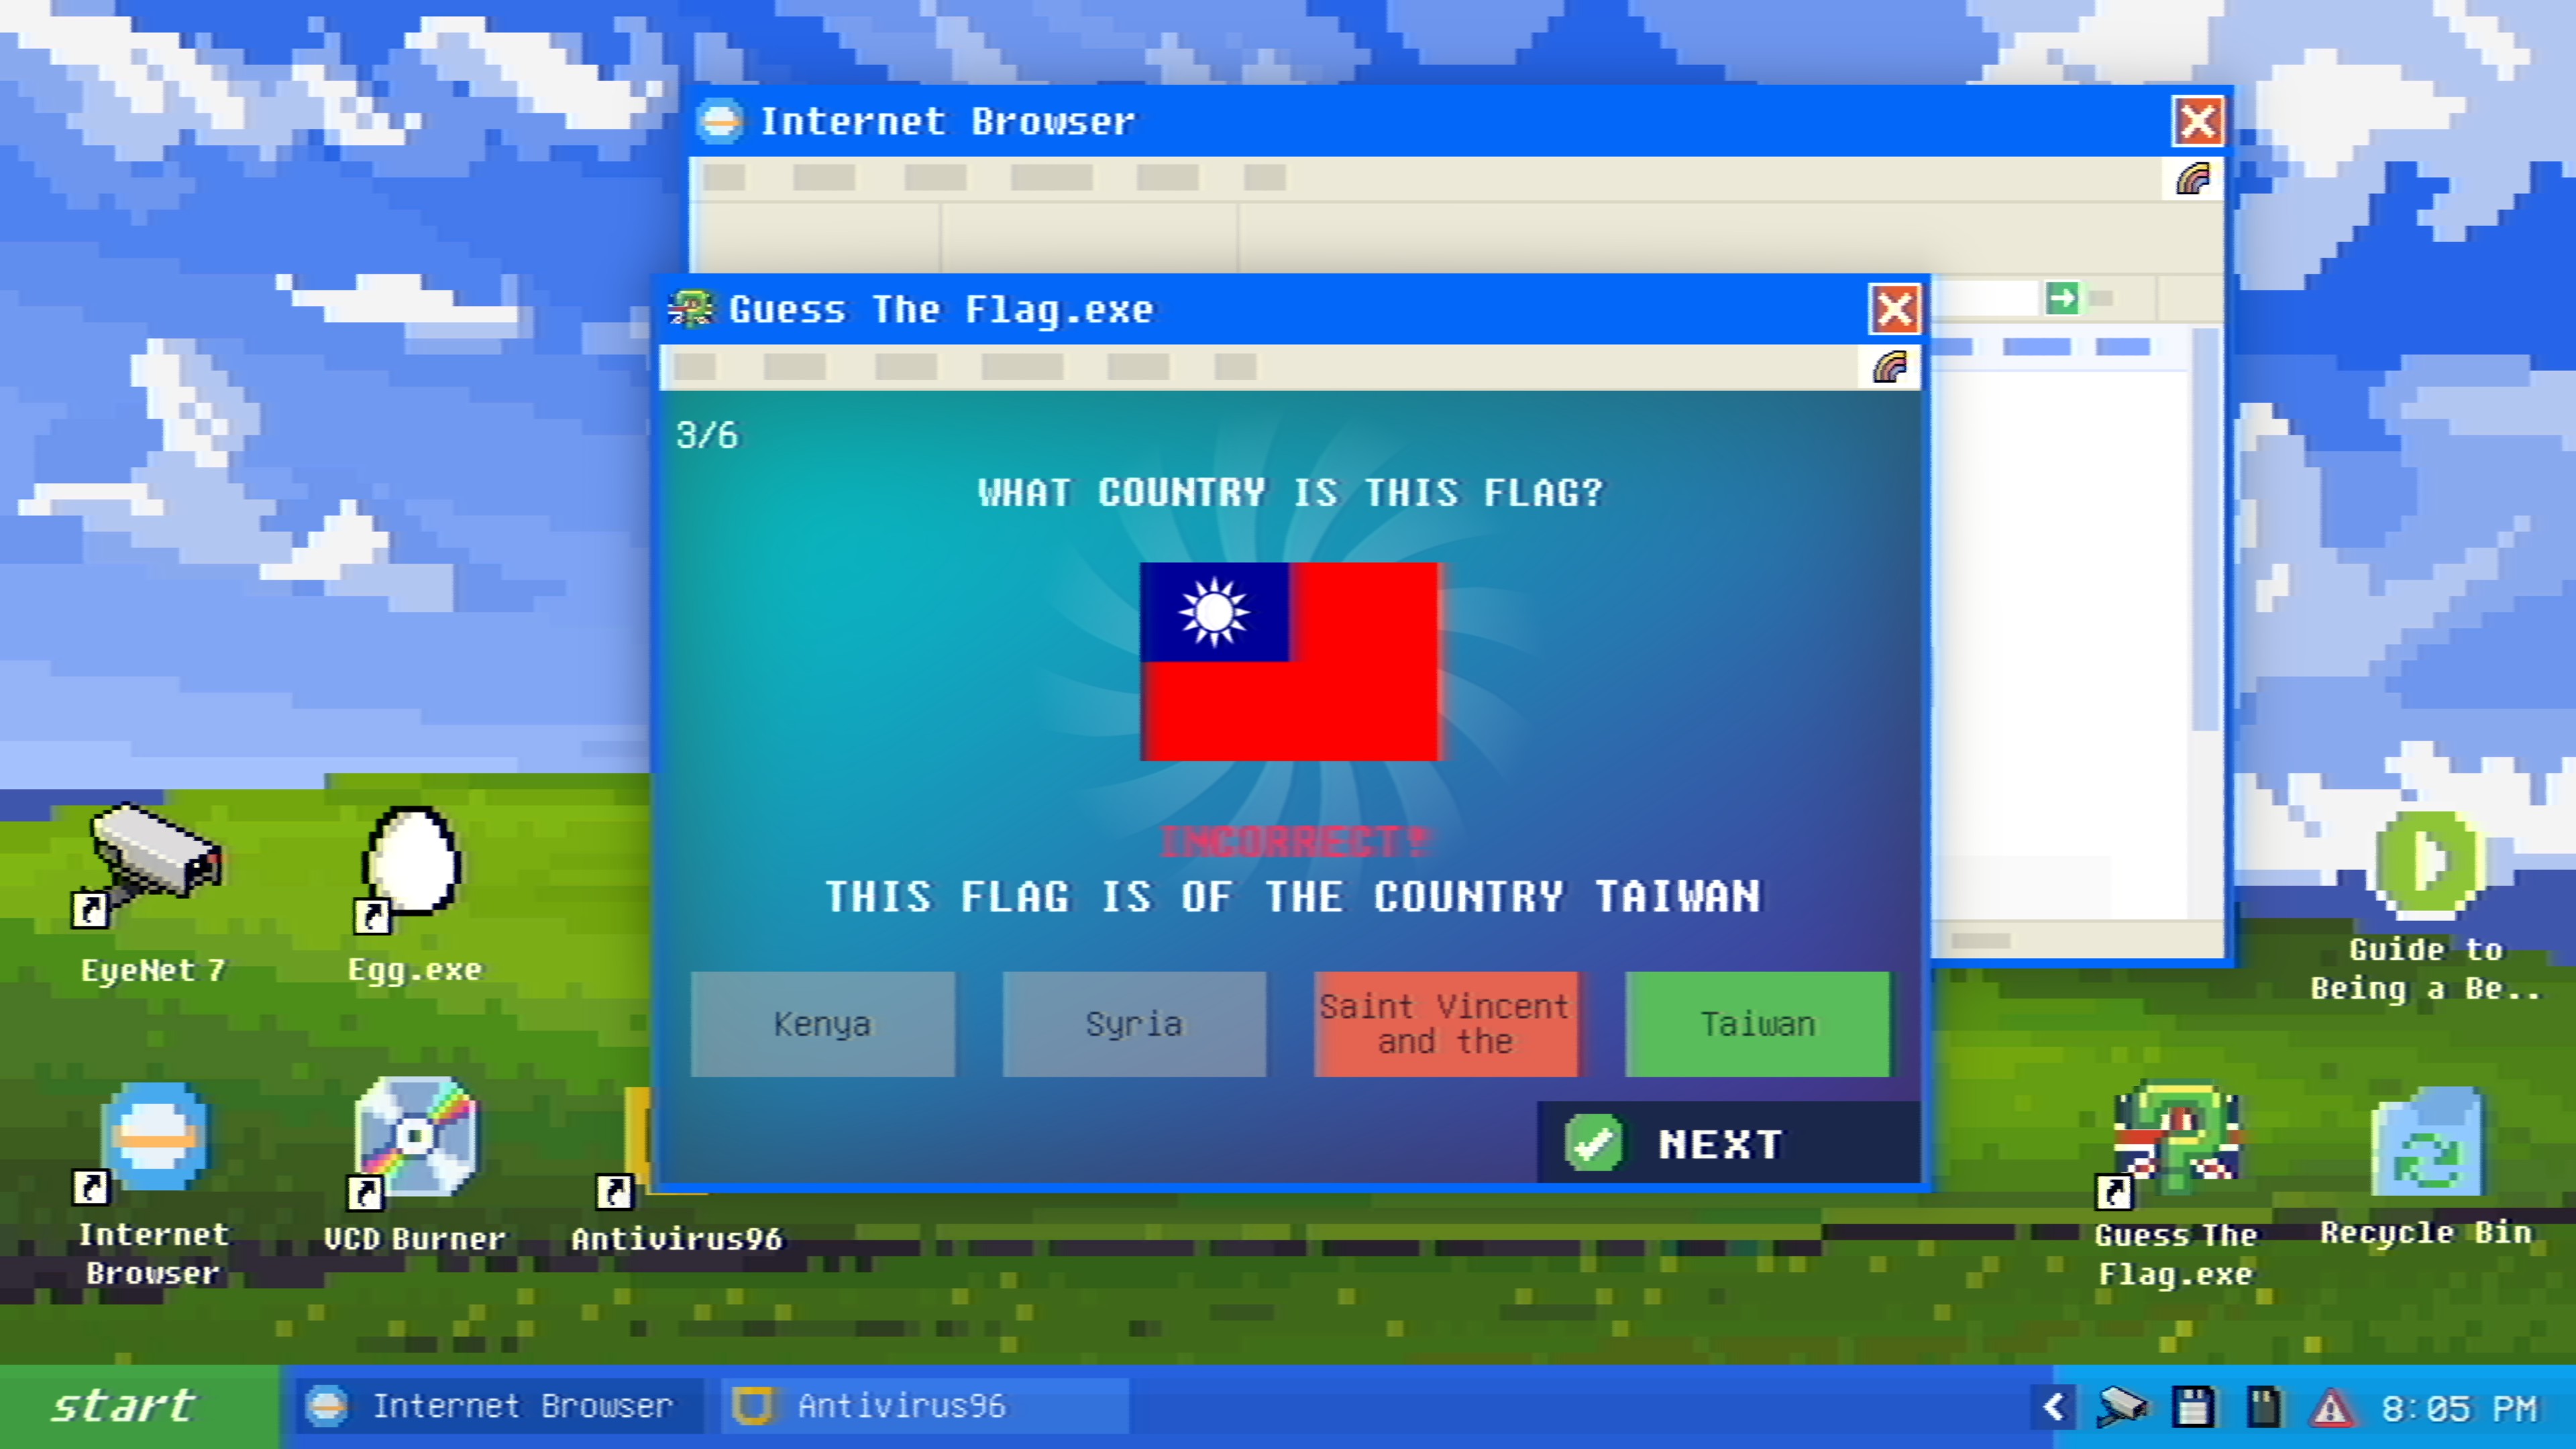 Internet Browser
Guess The Flag.exe
3/6
WHAT COUNTRY IS THIS FLAG?
INCORRECT!
THIS FLAG IS OF THE COUNTRY TAIWAN
Kenya
Syria
Saint Vincent
and the
Taiwan
NEXT
EyeNet 7
Egg.exe
Guide to
Being a Be..
Internet
Browser
VCD Burner
Antivirus96
Guess The
Flag.exe
Recycle Bin
start
Internet Browser
Antivirus96
8:05 PM